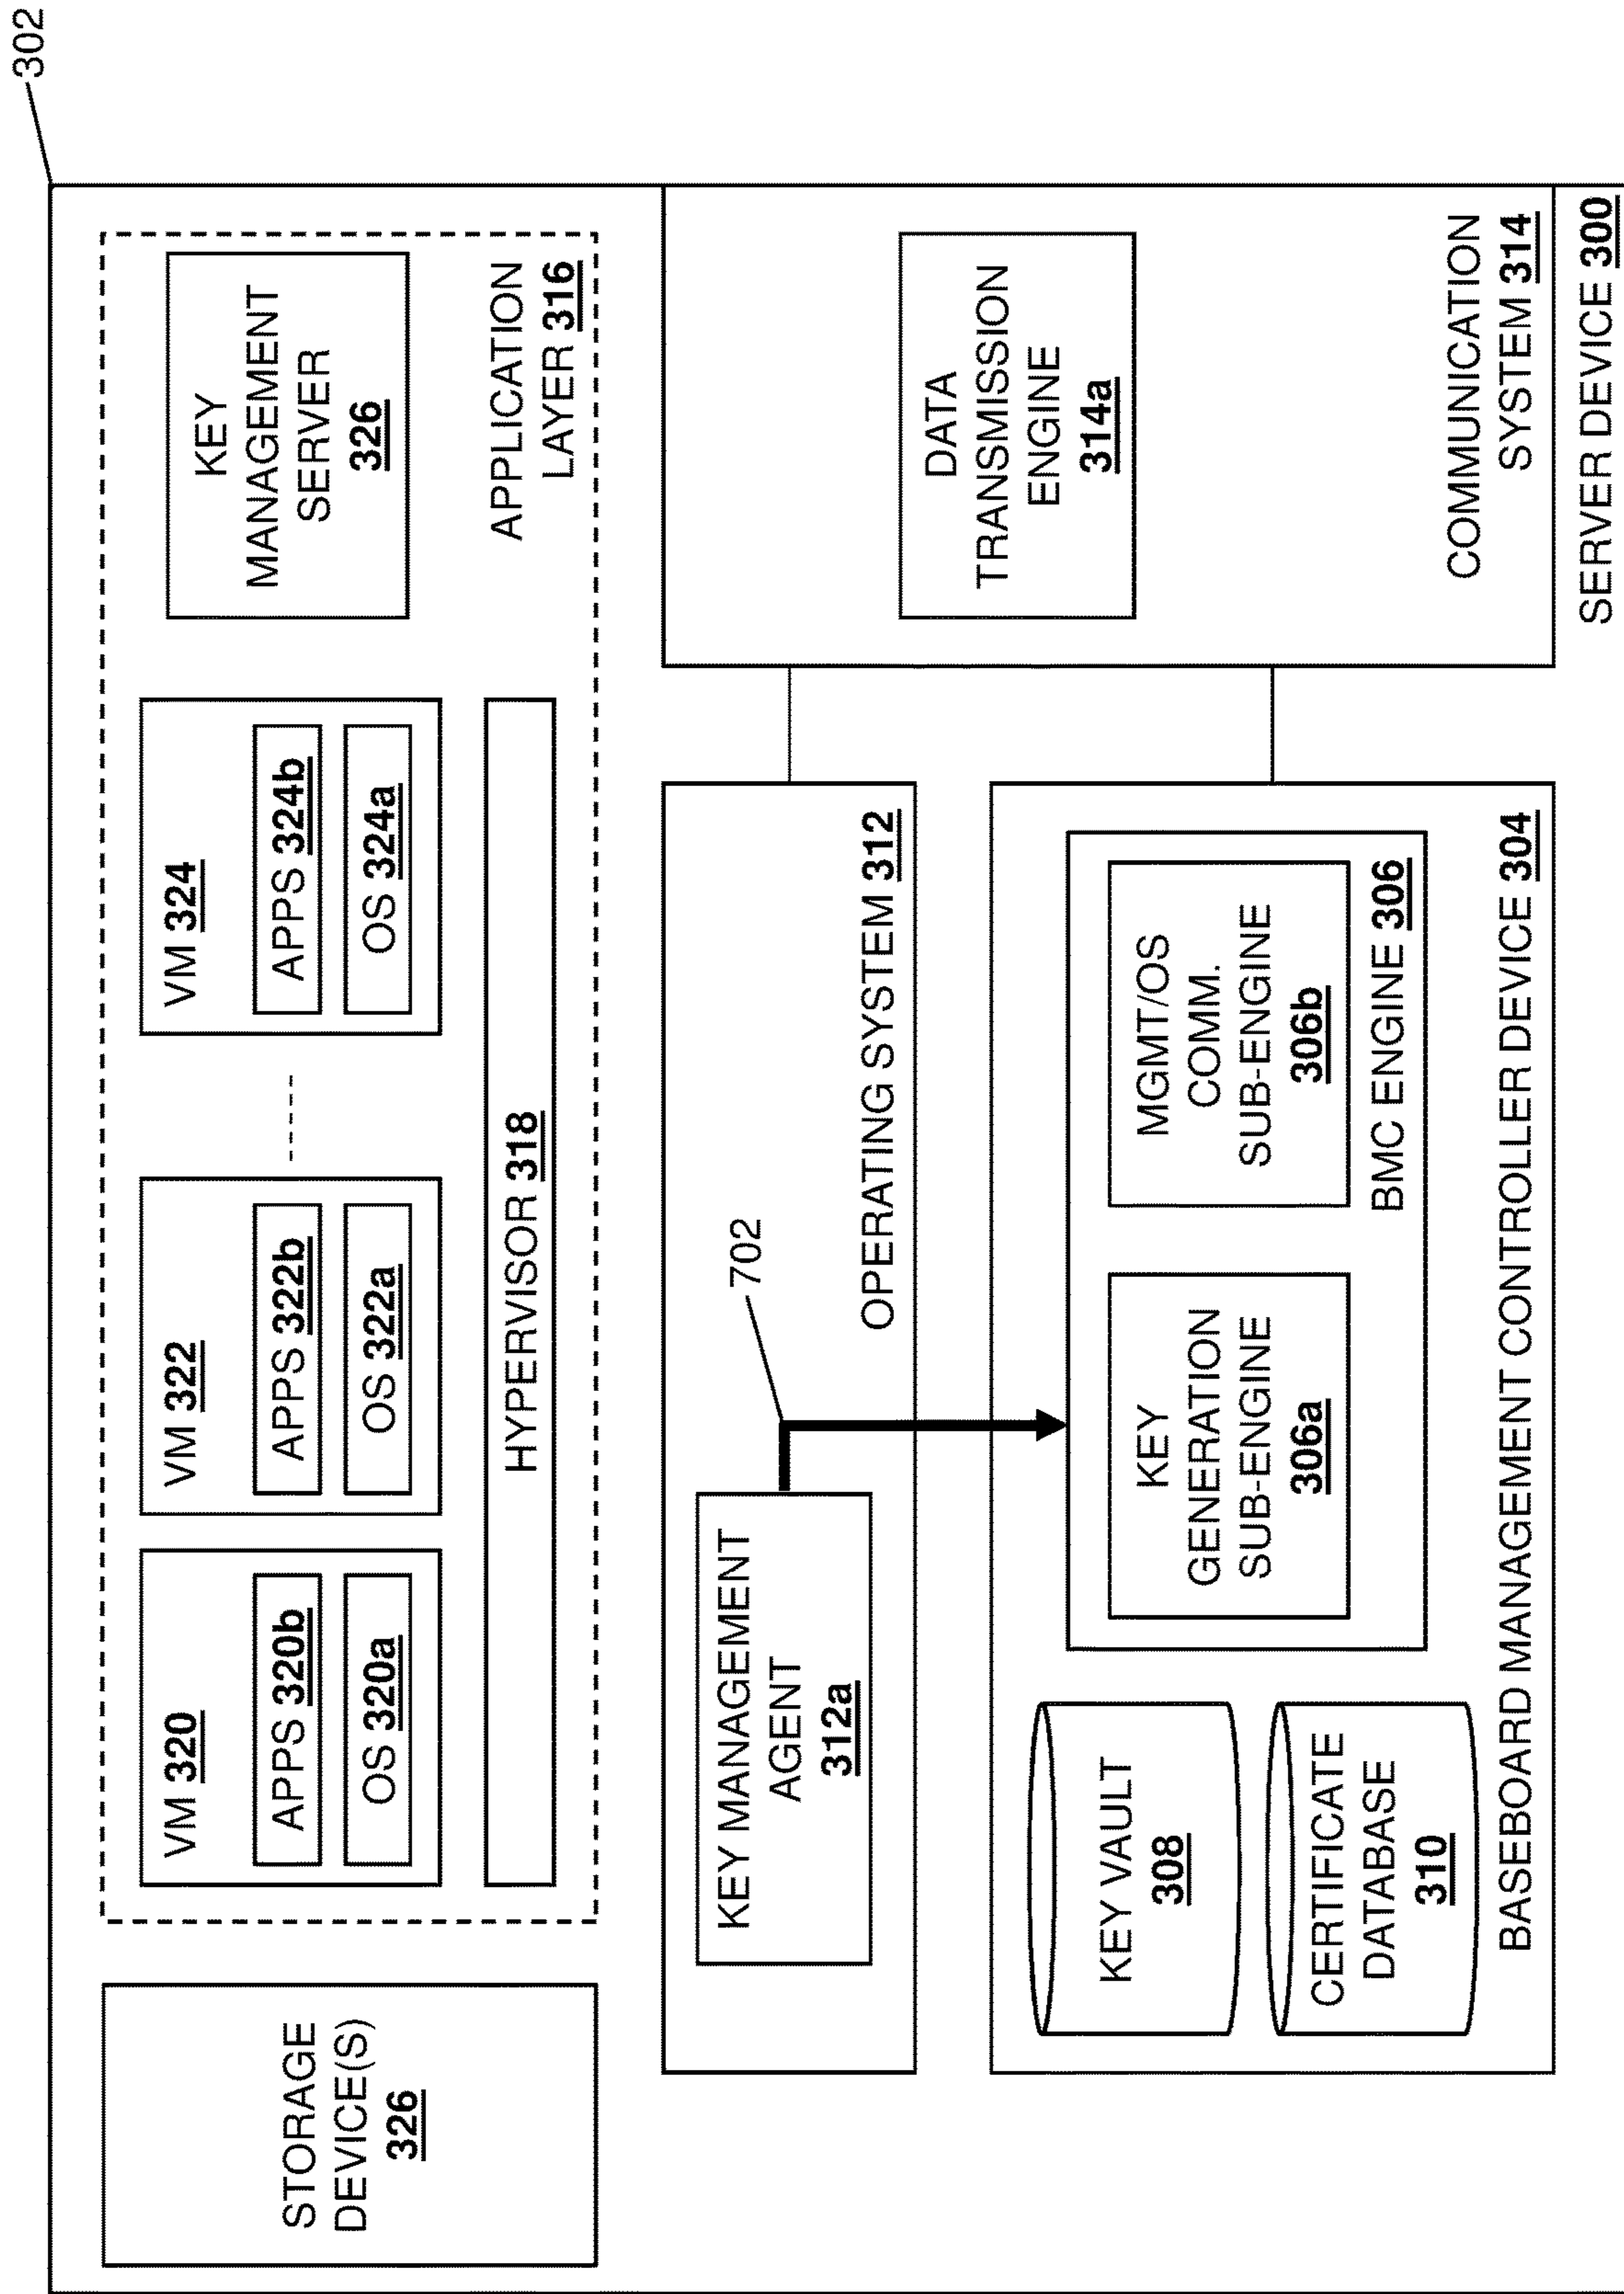 302
STORAGE
DEVICE(S)
326
VM 320
APPS 320b
OS 320a
VM 322
APPS 322b
OS 322a
VM 324
APPS 324b
OS 324a
HYPERVISOR 318
KEY
MANAGEMENT
SERVER
326
APPLICATION
LAYER 316
KEY MANAGEMENT
AGENT
312a
702
OPERATING SYSTEM 312
KEY VAULT
308
CERTIFICATE
DATABASE
310
KEY
GENERATION
SUB-ENGINE
306a
MGMT/OS
COMM.
SUB-ENGINE
306b
BMC ENGINE 306
BASEBOARD MANAGEMENT CONTROLLER DEVICE 304
DATA
TRANSMISSION
ENGINE
314a
COMMUNICATION
SYSTEM 314
SERVER DEVICE 300